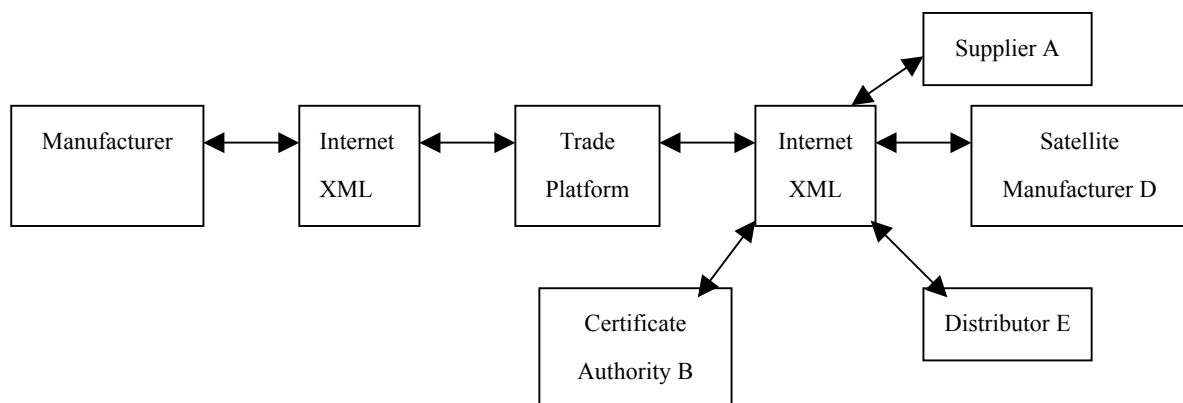 Supplier A
Manufacturer
Internet
XML
Trade
Platform
Internet
XML
Satellite
Manufacturer D
Certificate
Authority B
Distributor E